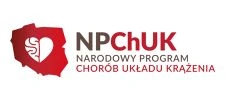 NPChUK
NARODOWY PROGRAM
CHORÓB UKŁADU KRĄŻENIA